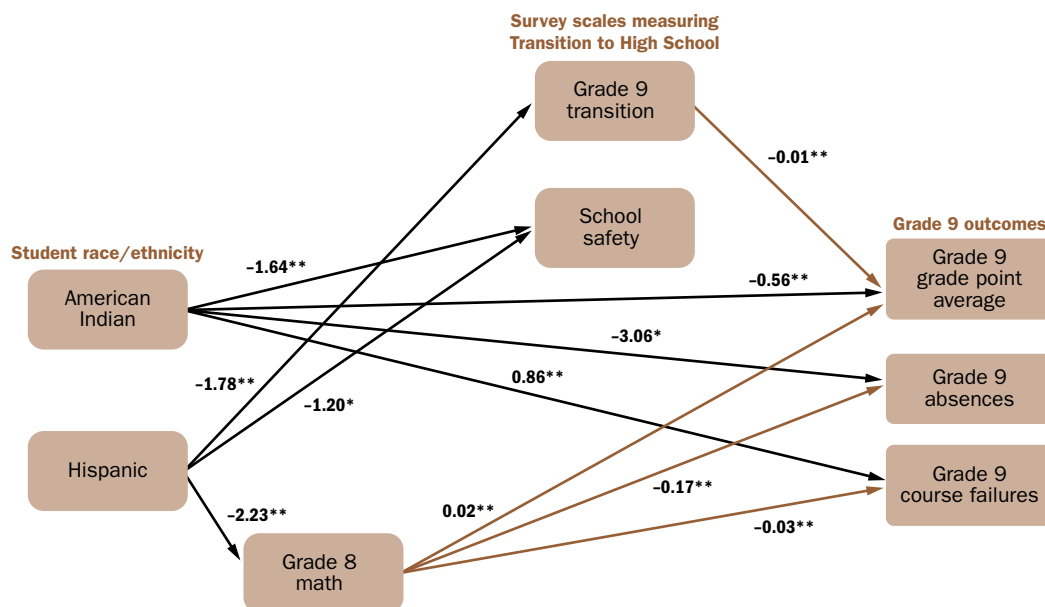 Survey scales measuring
Transition to High School
Grade 9
transition
–0.01**
School
safety
Student race/ethnicity
Grade 9 outcomes
–1.64**
American
Indian
–0.56**
Grade 9
grade point
average
–3.06*
–1.78**
0.86**
–1.20*
Grade 9
absences
Hispanic
–2.23**
0.02**
–0.17**
–0.03**
Grade 9
course failures
Grade 8
math